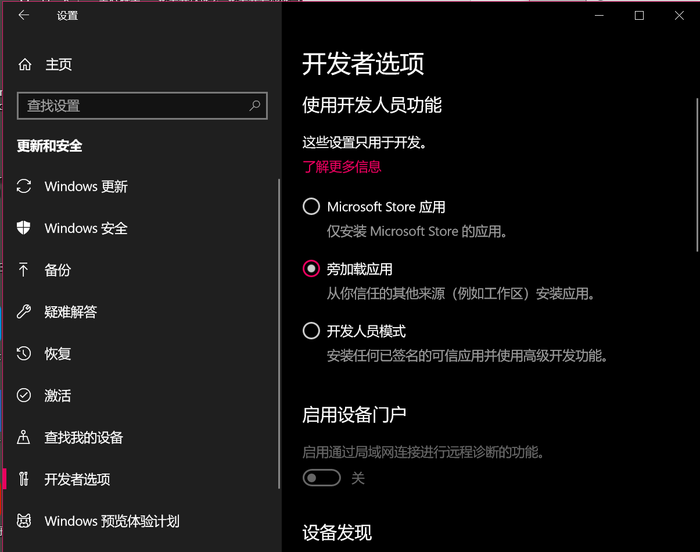 设置
主页
查找设置
更新和安全
Windows 更新
Windows 安全
备份
疑难解答
恢复
激活
查找我的设备
开发者选项
Windows 预览体验计划
开发者选项
使用开发人员功能
这些设置只用于开发。
了解更多信息
Microsoft Store 应用
仅安装 Microsoft Store 的应用。
旁加载应用
从你信任的其他来源（例如工作区）安装应用。
开发人员模式
安装任何已签名的可信应用并使用高级开发功能。
启用设备门户
启用通过局域网连接进行远程诊断的功能。
关
设备发现